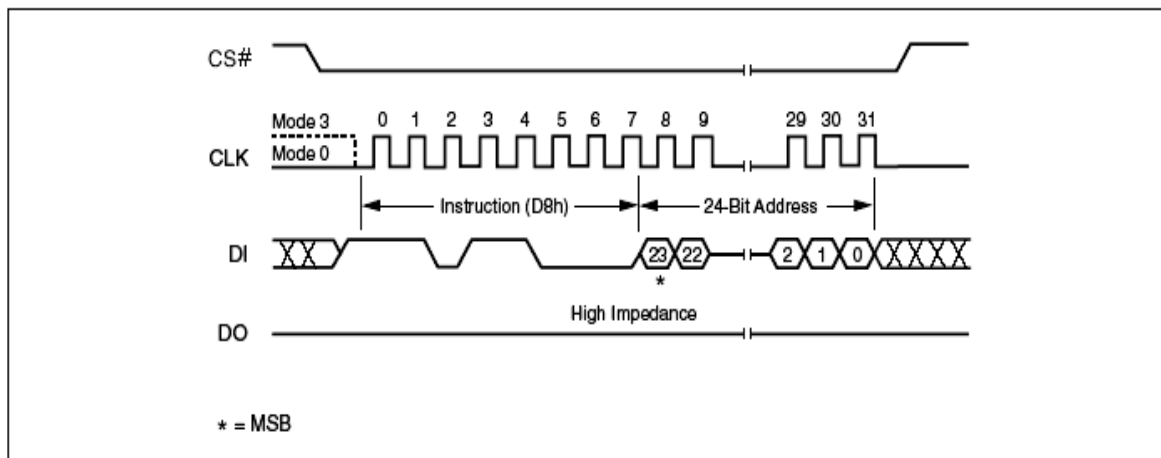 CS#
Mode 3 0 1 2 3 4 5 6 7 8 9 29 30 31
CLK
Mode 0
Instruction (D8h) 24-Bit Address
DI 23 22 2 1 0
*
High Impedance
DO
* = MSB